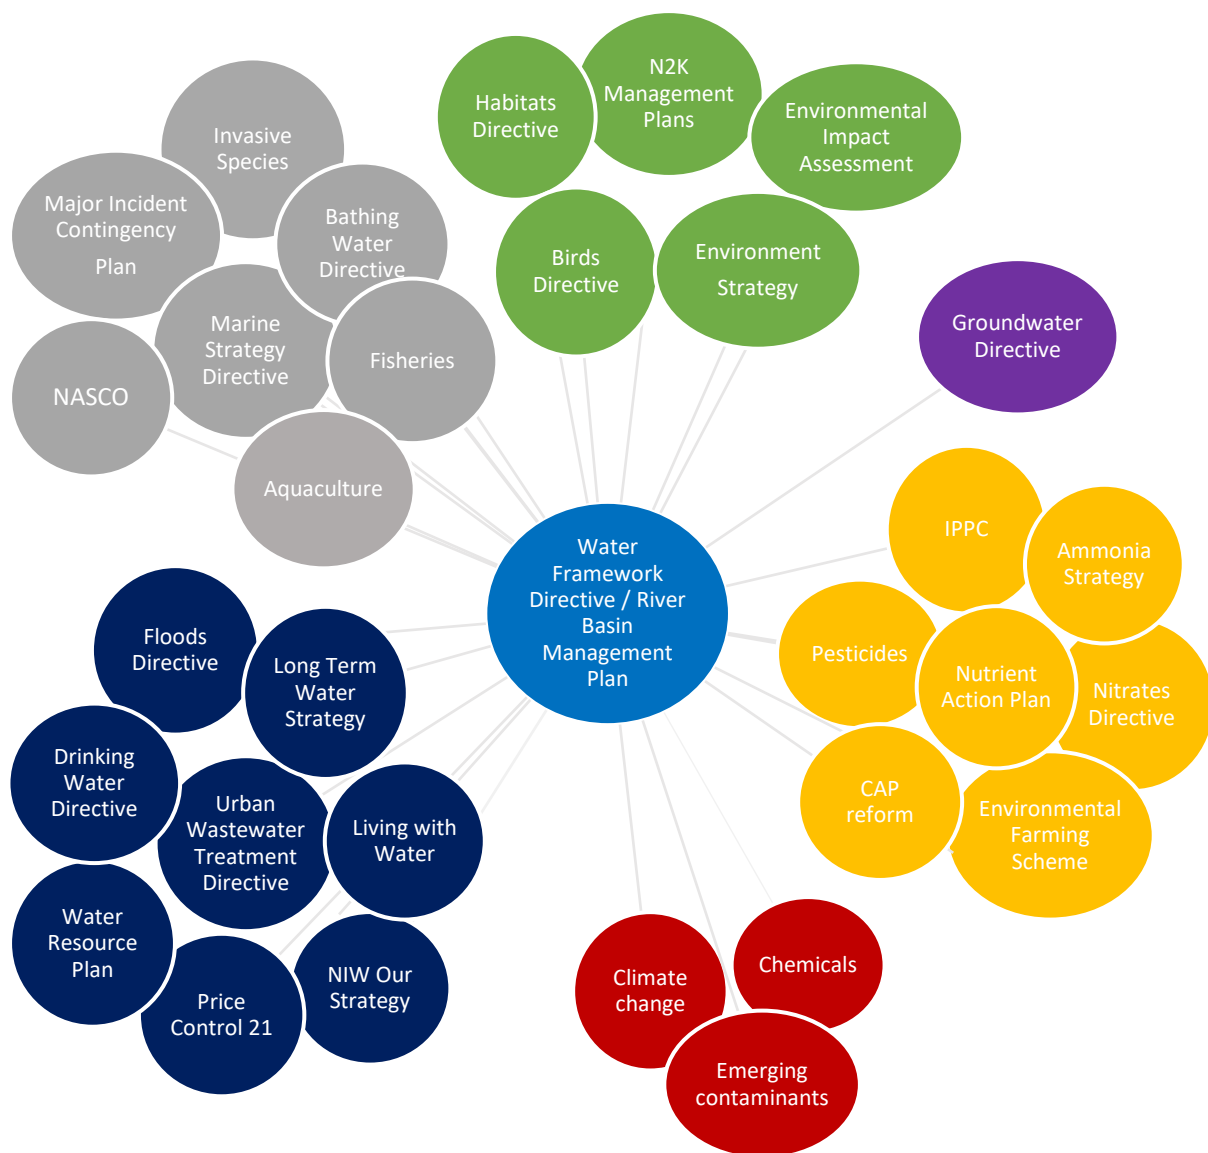 Invasive
Species
Major Incident
Contingency
Plan
Bathing
Water
Directive
Marine
Strategy
Directive
Fisheries
NASCO
Aquaculture
Habitats
Directive
N2K
Management
Plans
Environmental
Impact
Assessment
Birds
Directive
Environment
Strategy
Groundwater
Directive
Water
Framework
Directive / River
Basin
Management
Plan
IPPC
Ammonia
Strategy
Pesticides
Nutrient
Action Plan
Nitrates
Directive
CAP
reform
Environmental
Farming
Scheme
Floods
Directive
Long Term
Water
Strategy
Drinking
Water
Directive
Urban
Wastewater
Treatment
Directive
Living with
Water
Water
Resource
Plan
Price
Control 21
NIW Our
Strategy
Climate
change
Chemicals
Emerging
contaminants